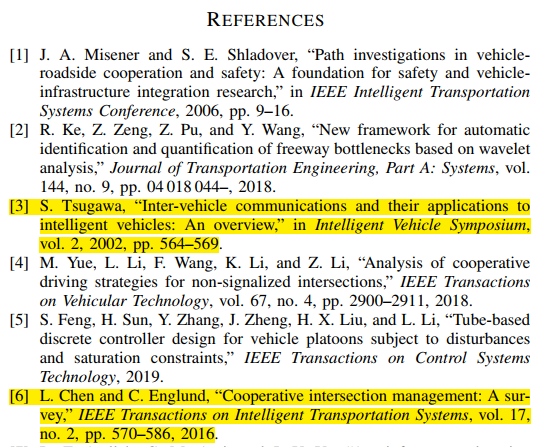 REFERENCES
[1] J. A. Misener and S. E. Shladover, “Path investigations in vehicle-
roadside cooperation and safety: A foundation for safety and vehicle-
infrastructure integration research,” in IEEE Intelligent Transportation
Systems Conference, 2006, pp. 9–16.
[2] R. Ke, Z. Zeng, Z. Pu, and Y. Wang, “New framework for automatic
identification and quantification of freeway bottlenecks based on wavelet
analysis,” Journal of Transportation Engineering, Part A: Systems, vol.
144, no. 9, pp. 04 018 044–, 2018.
[3] S. Tsugawa, “Inter-vehicle communications and their applications to
intelligent vehicles: An overview,” in Intelligent Vehicle Symposium,
vol. 2, 2002, pp. 564–569.
[4] M. Yue, L. Li, F. Wang, K. Li, and Z. Li, “Analysis of cooperative
driving strategies for non-signalized intersections,” IEEE Transactions
on Vehicular Technology, vol. 67, no. 4, pp. 2900–2911, 2018.
[5] S. Feng, H. Sun, Y. Zhang, J. Zheng, H. X. Liu, and L. Li, “Tube-based
discrete controller design for vehicle platoons subject to disturbances
and saturation constraints,” IEEE Transactions on Control Systems
Technology, 2019.
[6] L. Chen and C. Englund, “Cooperative intersection management: A sur-
vey,” IEEE Transactions on Intelligent Transportation Systems, vol. 17,
no. 2, pp. 570–586, 2016.